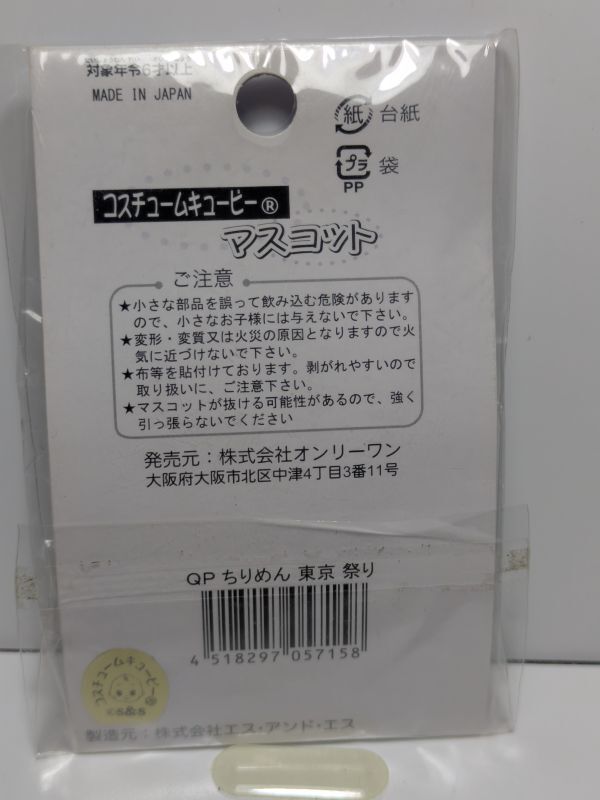 対象年令6才以上
MADE IN JAPAN
紙 台紙
プラ 袋
PP
コスチュームキューピー®
マスコット
ご注意
★小さな部品を誤って飲み込む危険があります
ので、小さなお子様には与えないで下さい。
★変形・変質又は火災の原因となりますので火
気に近づけないで下さい。
★布等を貼付けております。剥がれやすいので
取り扱いに、ご注意下さい。
★マスコットが抜ける可能性があるので、強く
引っ張らないでください
発売元：株式会社オンリーワン
大阪府大阪市北区中津4丁目3番11号
QP ちりめん 東京 祭り
4 518297 057158
コスチュームキューピー®
©S&S
製造元：株式会社エス・アンド・エス